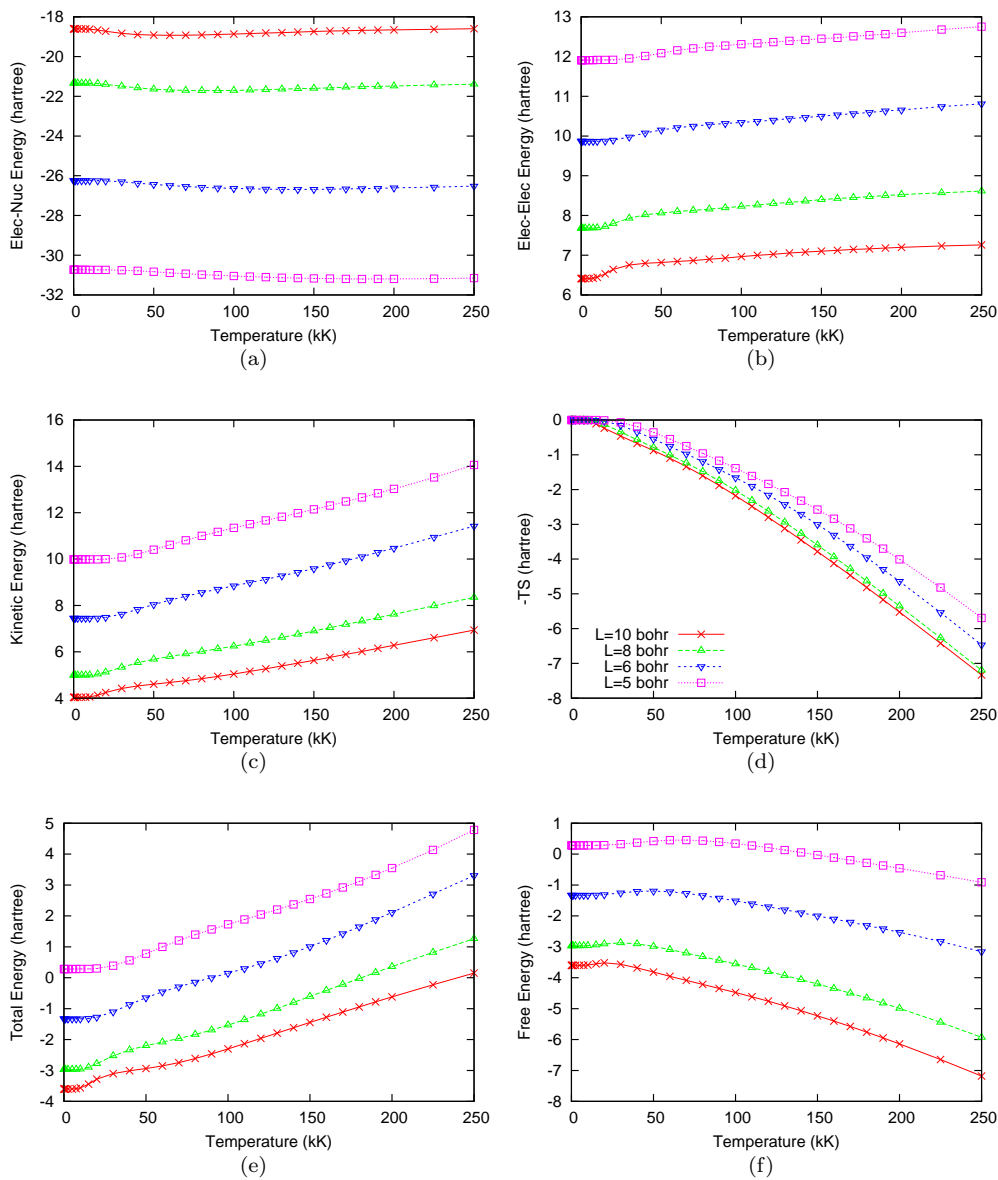 -18
-20
-22
-24
-26
-28
-30
-32
Elec-Nuc Energy (hartree)
0 50 100 150 200 250
Temperature (kK)
(a)
13
12
11
10
9
8
7
6
Elec-Elec Energy (hartree)
0 50 100 150 200 250
Temperature (kK)
(b)
16
14
12
10
8
6
4
Kinetic Energy (hartree)
0 50 100 150 200 250
Temperature (kK)
(c)
0
-1
-2
-3
-4
-5
-6
-7
-8
-TS (hartree)
L=10 bohr
L=8 bohr
L=6 bohr
L=5 bohr
0 50 100 150 200 250
Temperature (kK)
(d)
5
4
3
2
1
0
-1
-2
-3
-4
Total Energy (hartree)
0 50 100 150 200 250
Temperature (kK)
(e)
1
0
-1
-2
-3
-4
-5
-6
-7
-8
Free Energy (hartree)
0 50 100 150 200 250
Temperature (kK)
(f)